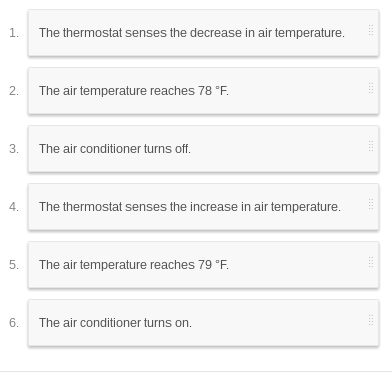 1. The thermostat senses the decrease in air temperature.
2. The air temperature reaches 78 °F.
3. The air conditioner turns off.
4. The thermostat senses the increase in air temperature.
5. The air temperature reaches 79 °F.
6. The air conditioner turns on.